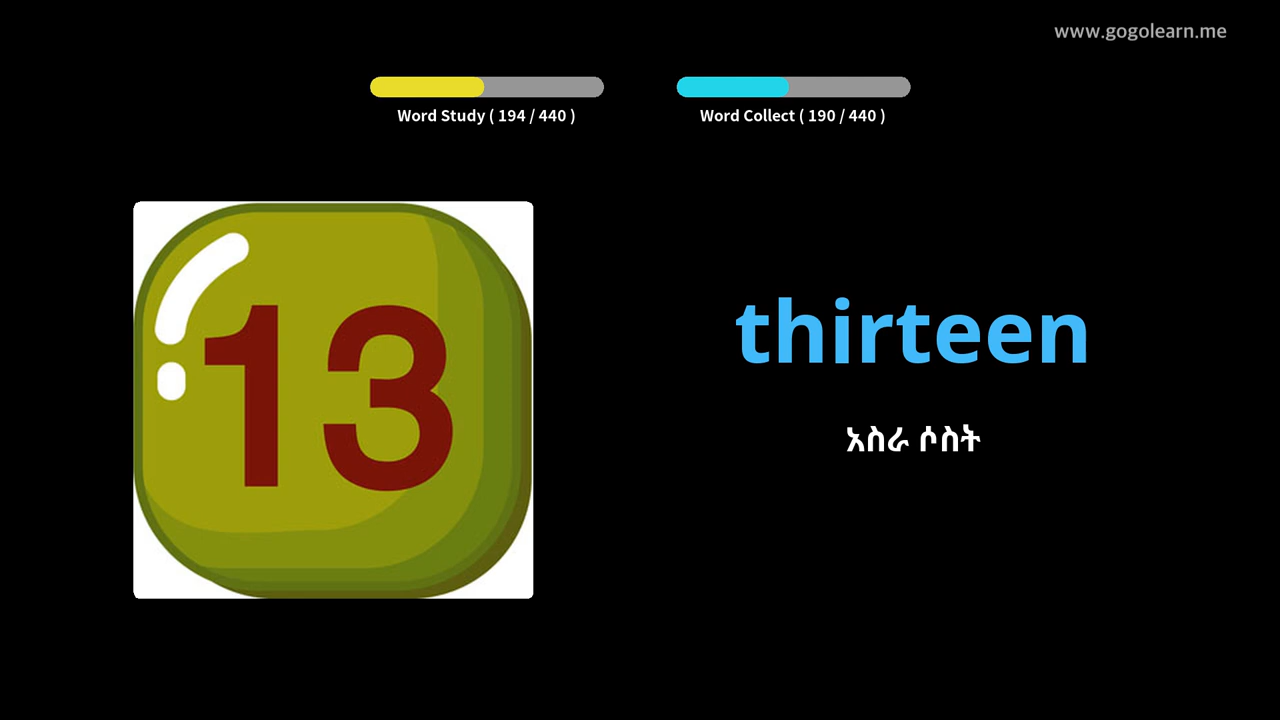 www.gogolearn.me
Word Study ( 194 / 440 )
Word Collect ( 190 / 440 )
13
thirteen
አስራ ሶስት